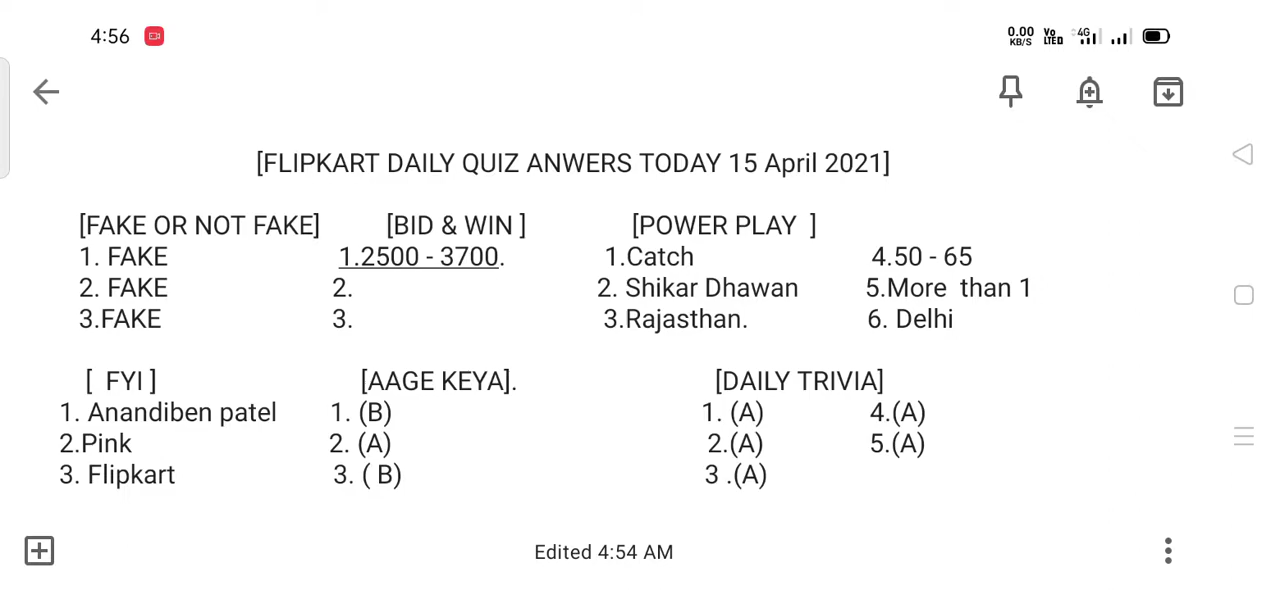 4:56 0.00 KB/S Vo LTE 4G
[FLIPKART DAILY QUIZ ANWERS TODAY 15 April 2021]
[FAKE OR NOT FAKE] [BID & WIN ] [POWER PLAY ]
1. FAKE 1.2500 - 3700. 1.Catch 4.50 - 65
2. FAKE 2. 2. Shikar Dhawan 5.More than 1
3.FAKE 3. 3.Rajasthan. 6. Delhi
[ FYI ] [AAGE KEYA]. [DAILY TRIVIA]
1. Anandiben patel 1. (B) 1. (A) 4.(A)
2.Pink 2. (A) 2.(A) 5.(A)
3. Flipkart 3. ( B) 3 .(A)
Edited 4:54 AM